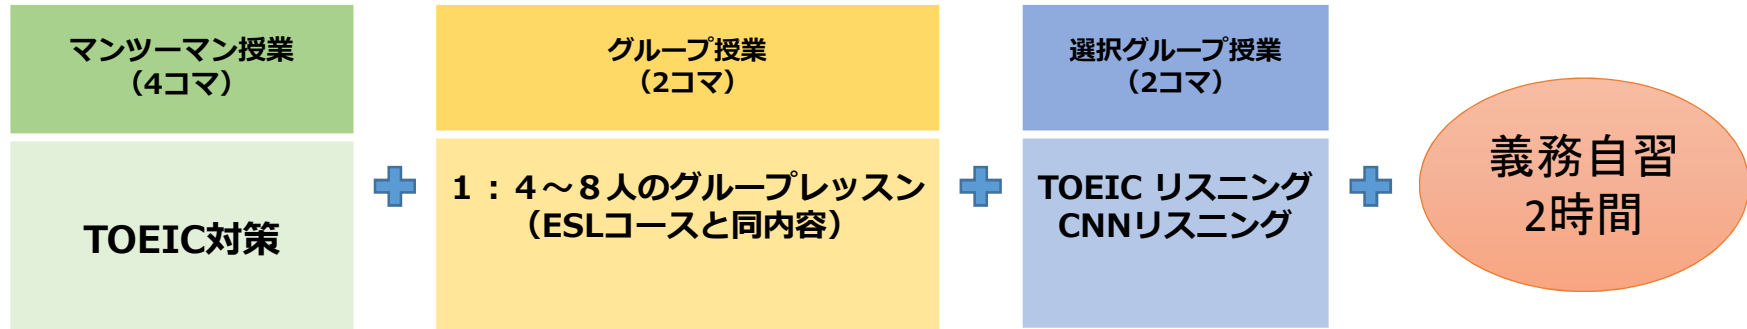 マンツーマン授業
（4コマ）
TOEIC対策
グループ授業
（2コマ）
１：４～８人のグループレッスン
（ESLコースと同内容）
選択グループ授業
（2コマ）
TOEIC リスニング
CNNリスニング
義務自習
2時間